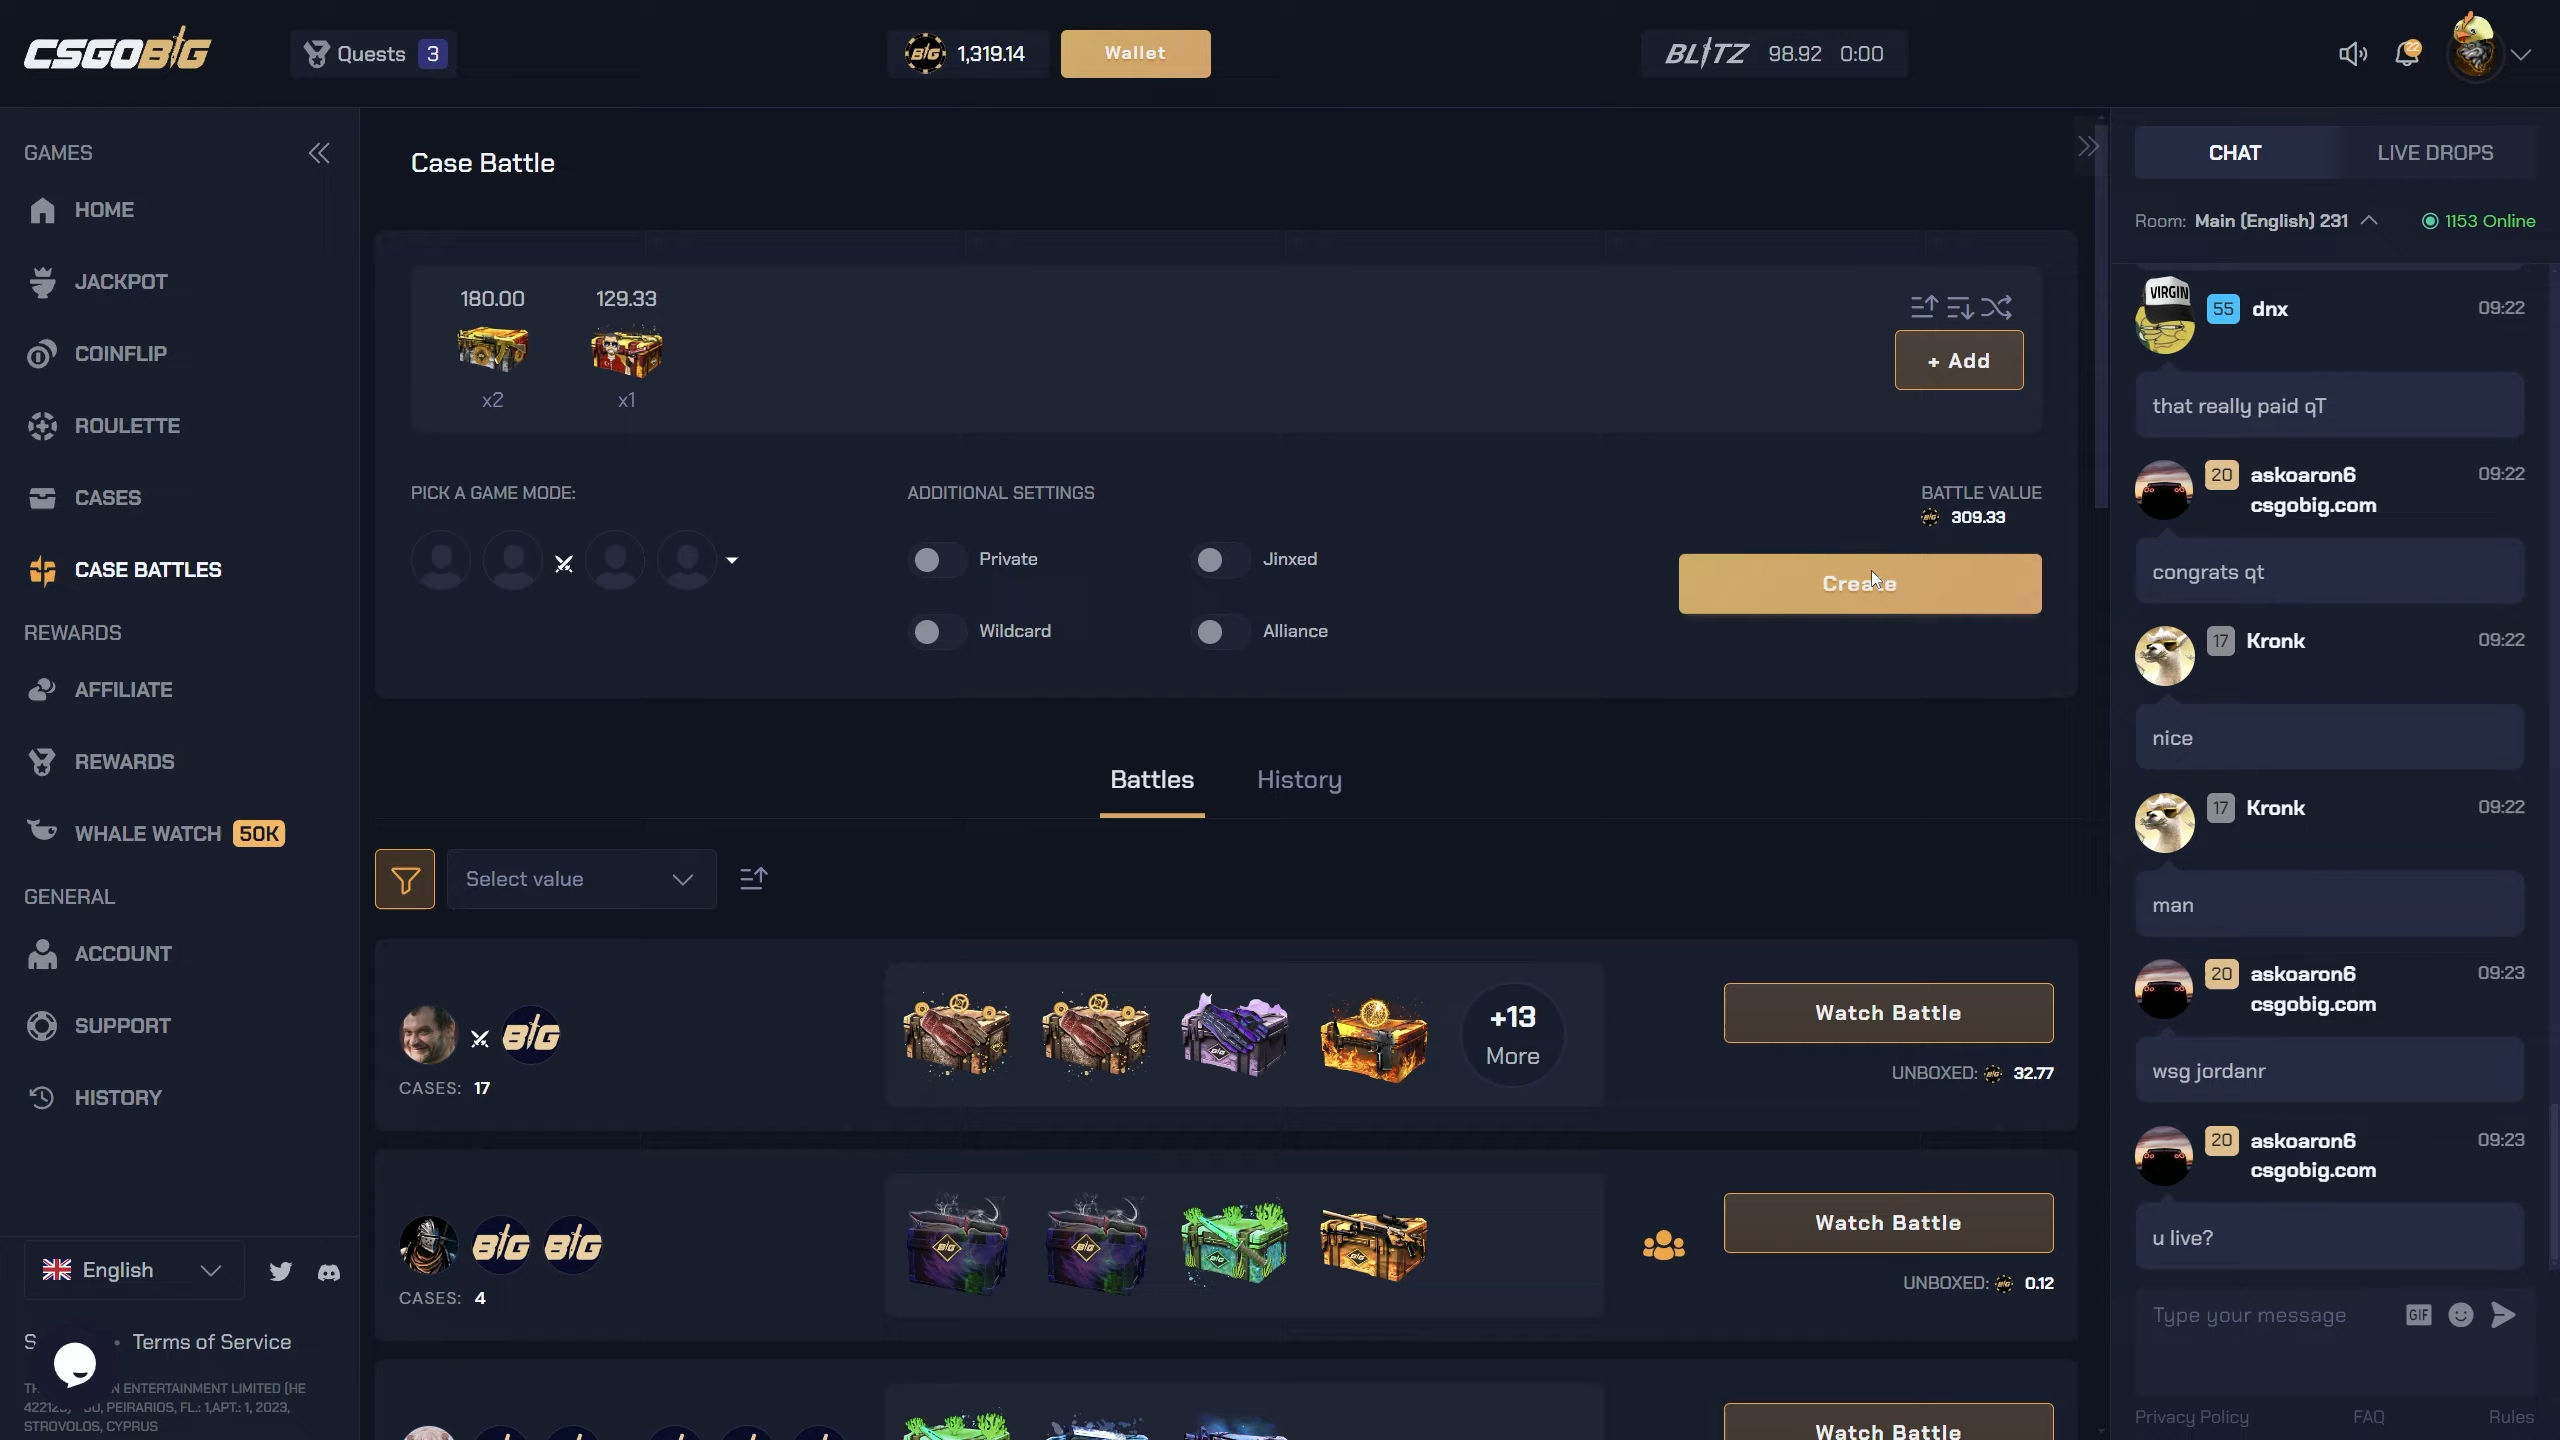 CSGOBIG
Quests 3
BIG 1,319.14
Wallet
BLITZ 98.92 0:00
22
GAMES
HOME
JACKPOT
COINFLIP
ROULETTE
CASES
CASE BATTLES
REWARDS
AFFILIATE
REWARDS
WHALE WATCH 50K
GENERAL
ACCOUNT
SUPPORT
HISTORY
English
Terms of Service
N ENTERTAINMENT LIMITED (HE
PEIRARIOS, FL.: 1,APT.: 1, 2023,
STROVOLOS, CYPRUS
Case Battle
180.00 129.33
x2 x1
+ Add
PICK A GAME MODE:
ADDITIONAL SETTINGS
Private
Jinxed
Wildcard
Alliance
BATTLE VALUE
309.33
Create
Battles History
Select value
BIG
CASES: 17
+13
More
Watch Battle
UNBOXED: 32.77
BIG BIG
CASES: 4
Watch Battle
UNBOXED: 0.12
Watch Battle
CHAT
LIVE DROPS
Room: Main (English) 231
1153 Online
VIRGIN
55 dnx 09:22
that really paid qT
20 askoaron6 09:22
csgobig.com
congrats qt
17 Kronk 09:22
nice
17 Kronk 09:22
man
20 askoaron6 09:23
csgobig.com
wsg jordanr
20 askoaron6 09:23
csgobig.com
u live?
Type your message
GIF
Privacy Policy FAQ Rules